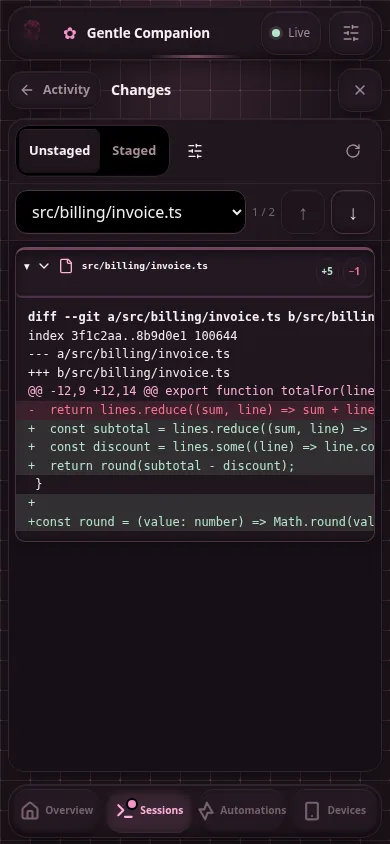 Gentle Companion
Live
Activity
Changes
Unstaged
Staged
src/billing/invoice.ts
1 / 2
src/billing/invoice.ts
+5
−1
diff --git a/src/billing/invoice.ts b/src/billin
index 3f1c2aa..8b9d0e1 100644
--- a/src/billing/invoice.ts
+++ b/src/billing/invoice.ts
@@ -12,9 +12,14 @@ export function totalFor(line
-  return lines.reduce((sum, line) => sum + line
+  const subtotal = lines.reduce((sum, line) =>
+  const discount = lines.some((line) => line.co
+  return round(subtotal - discount);
}
+
+const round = (value: number) => Math.round(val
Overview
Sessions
Automations
Devices